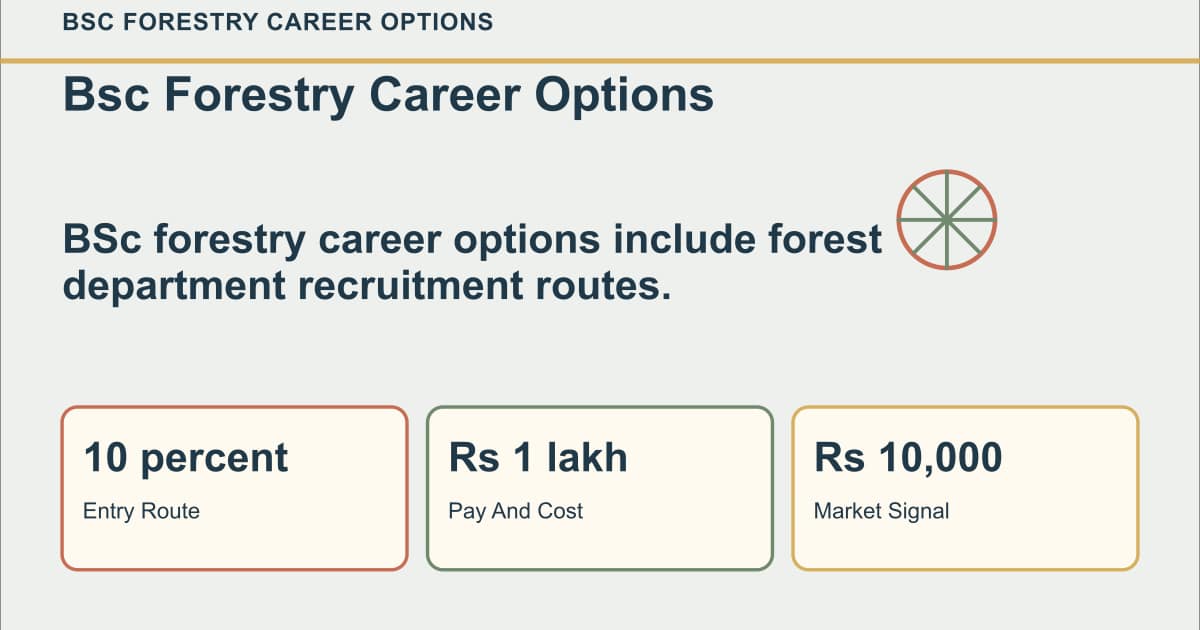 BSC FORESTRY CAREER OPTIONS
Bsc Forestry Career Options
BSc forestry career options include forest
department recruitment routes.
10 percent
Entry Route
Rs 1 lakh
Pay And Cost
Rs 10,000
Market Signal